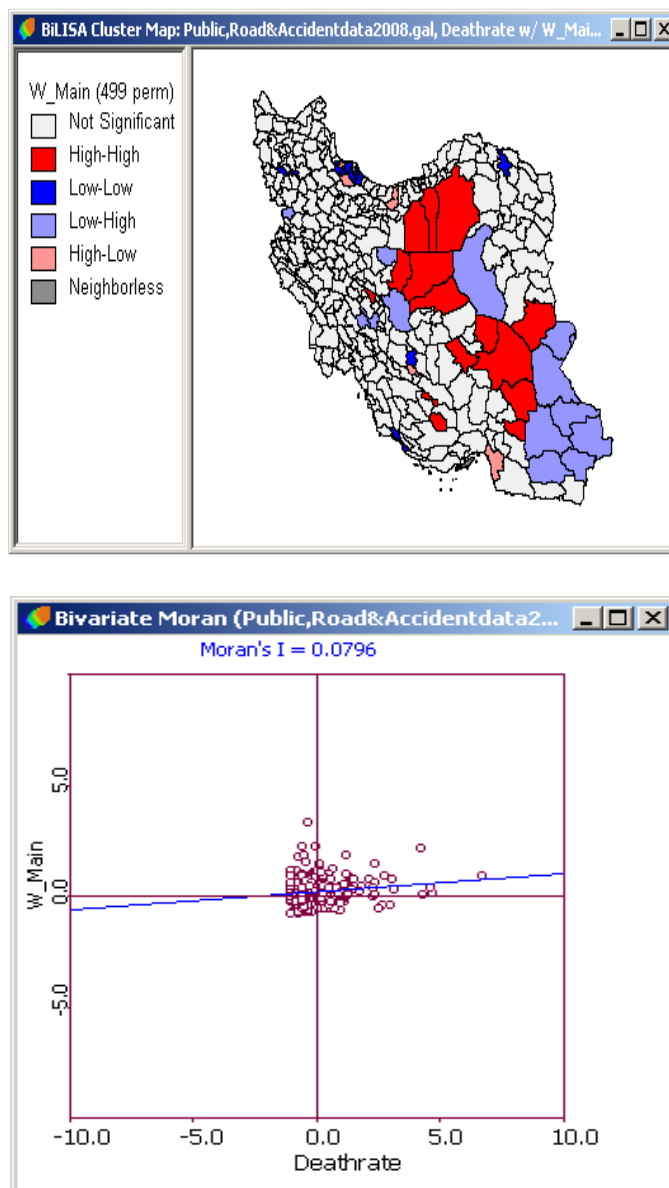 BiLISA Cluster Map: Public,Road&Accidentdata2008.gal, Deathrate w/ W_Mai...
W_Main (499 perm)
Not Significant
High-High
Low-Low
Low-High
High-Low
Neighborless
Bivariate Moran (Public,Road&Accidentdata2...
Moran's I = 0.0796
5.0
W_Main
0.0
-5.0
-10.0 -5.0 0.0 5.0 10.0
Deathrate